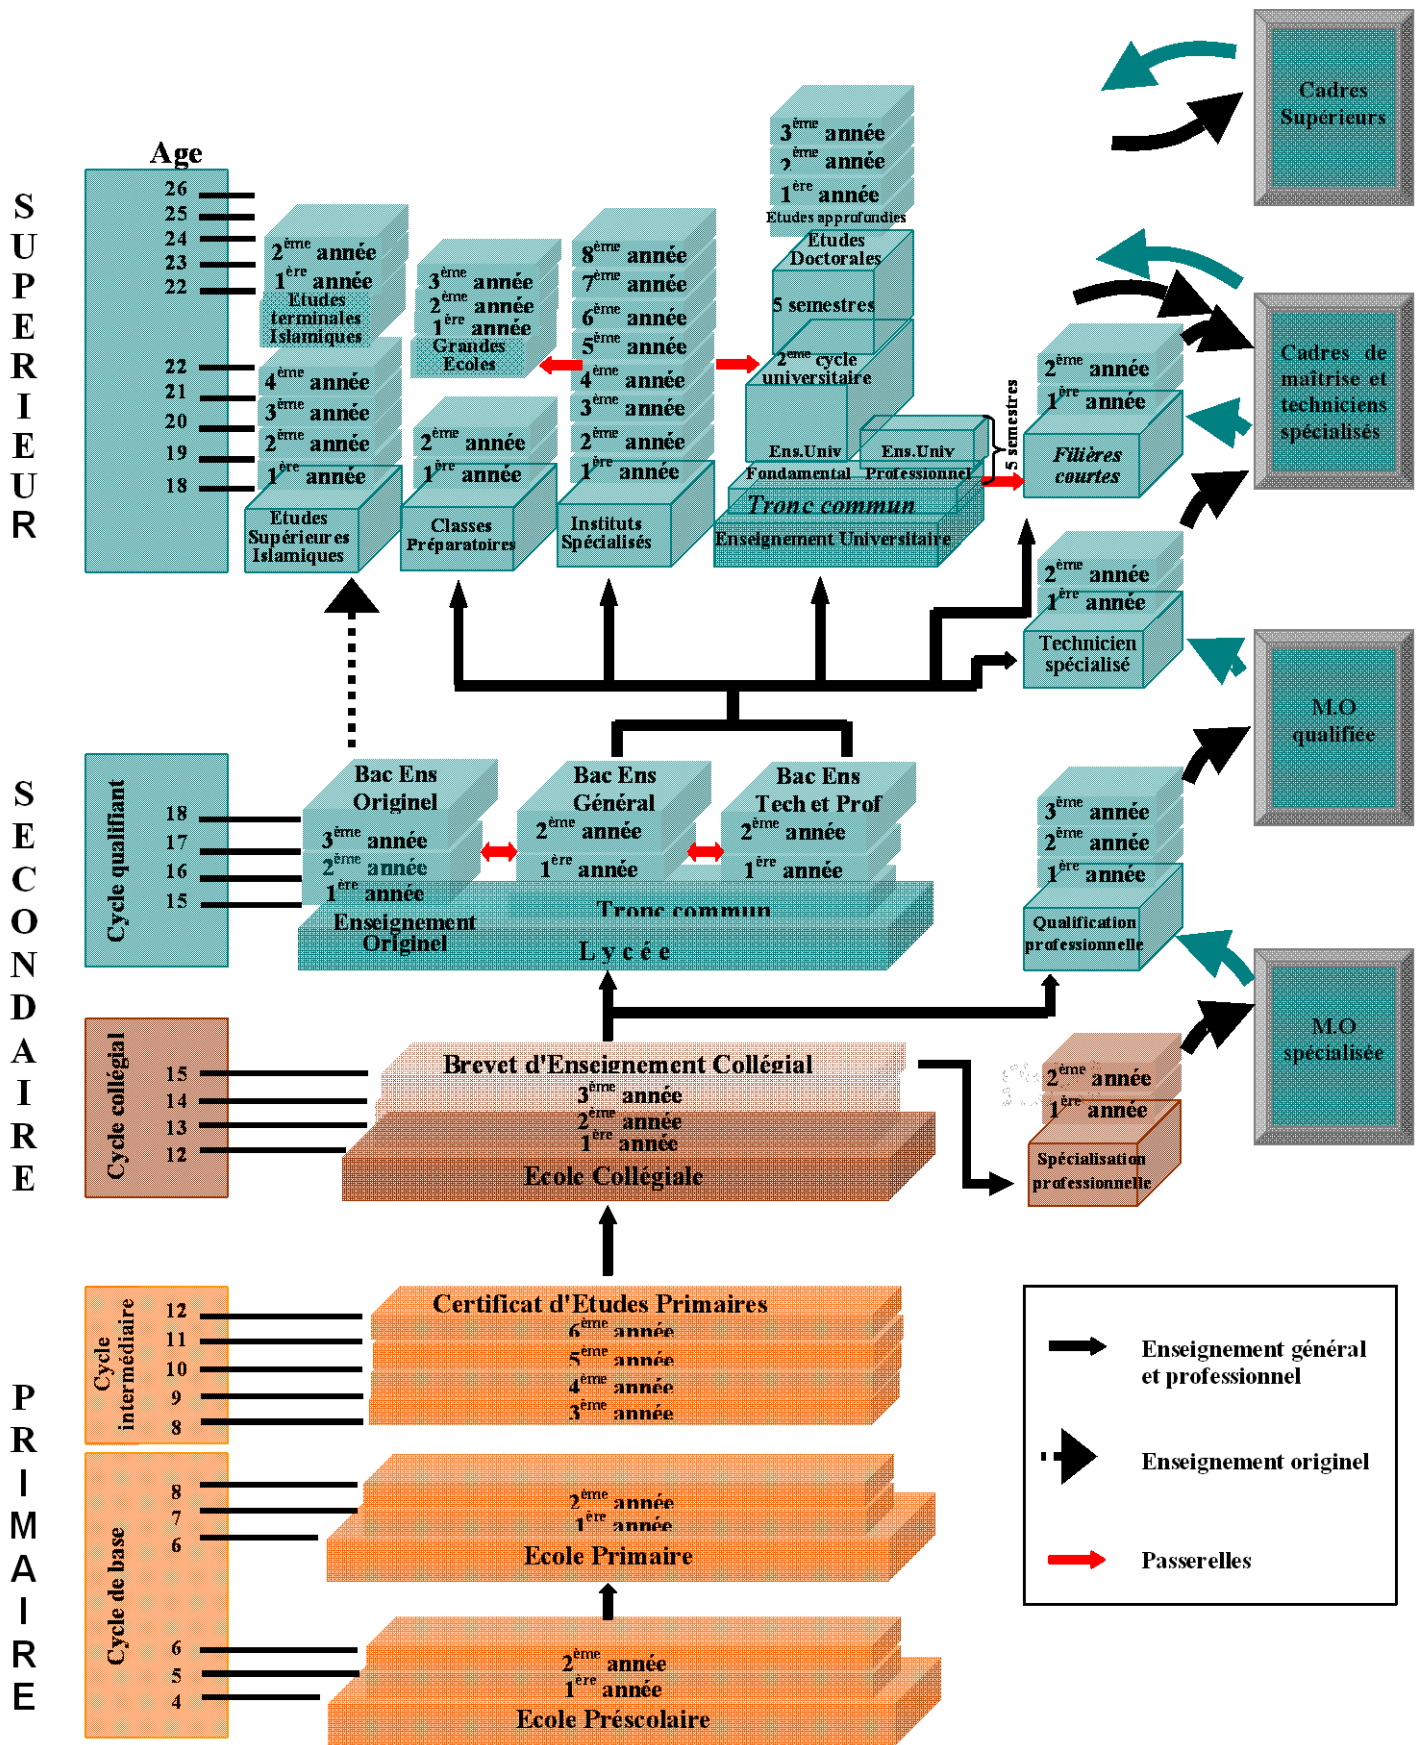 SUPERIEUR
Age
26
25
24
23
22
22
21
20
19
18
2ème année
1ère année
Etudes
terminales
Islamiques
4ème année
3ème année
2ème année
1ère année
Etudes
Supérieures
Islamiques
3ème année
2ème année
1ère année
Grandes
Ecoles
2ème année
1ère année
Classes
Préparatoires
8ème année
7ème année
6ème année
5ème année
4ème année
3ème année
2ème année
1ère année
Instituts
Spécialisés
3ème année
2ème année
1ère année
Etudes approfondies
Etudes
Doctorales
5 semestres
2eme cycle
universitaire
Ens.Univ
Fondamental
Ens.Univ
Professionnel
5 semestres
Tronc commun
Enseignement Universitaire
2ème année
1ère année
Filières
courtes
2ème année
1ère année
Technicien
spécialisé
Cadres
Supérieurs
Cadres de
maîtrise et
techniciens
spécialisés
M.O
qualifiée
M.O
spécialisée
SECONDAIRE
Cycle qualifiant
18
17
16
15
Bac Ens
Originel
3ème année
2ème année
1ère année
Enseignement
Originel
Bac Ens
Général
2ème année
1ère année
Bac Ens
Tech et Prof
2ème année
1ère année
Tronc commun
Lycée
3ème année
2ème année
1ère année
Qualification
professionnelle
Cycle collégial
15
14
13
12
Brevet d'Enseignement Collégial
3ème année
2ème année
1ère année
Ecole Collégiale
2ème année
1ère année
Spécialisation
professionnelle
PRIMAIRE
Cycle
intermédiaire
12
11
10
9
8
Certificat d'Etudes Primaires
6ème année
5ème année
4ème année
3ème année
Cycle de base
8
7
6
2ème année
1ère année
Ecole Primaire
6
5
4
2ème année
1ère année
Ecole Préscolaire
Enseignement général
et professionnel
Enseignement originel
Passerelles